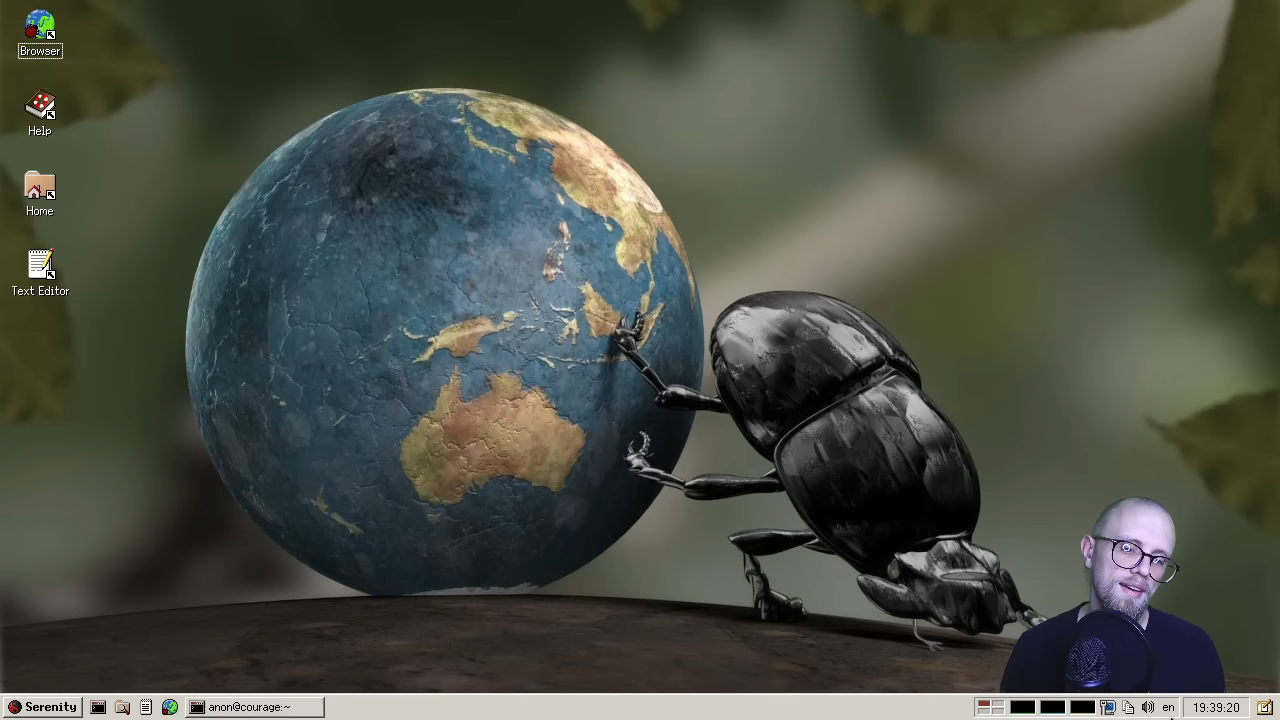 Browser
Help
Home
Text Editor
Serenity
anon@courage:~
en
19:39:20